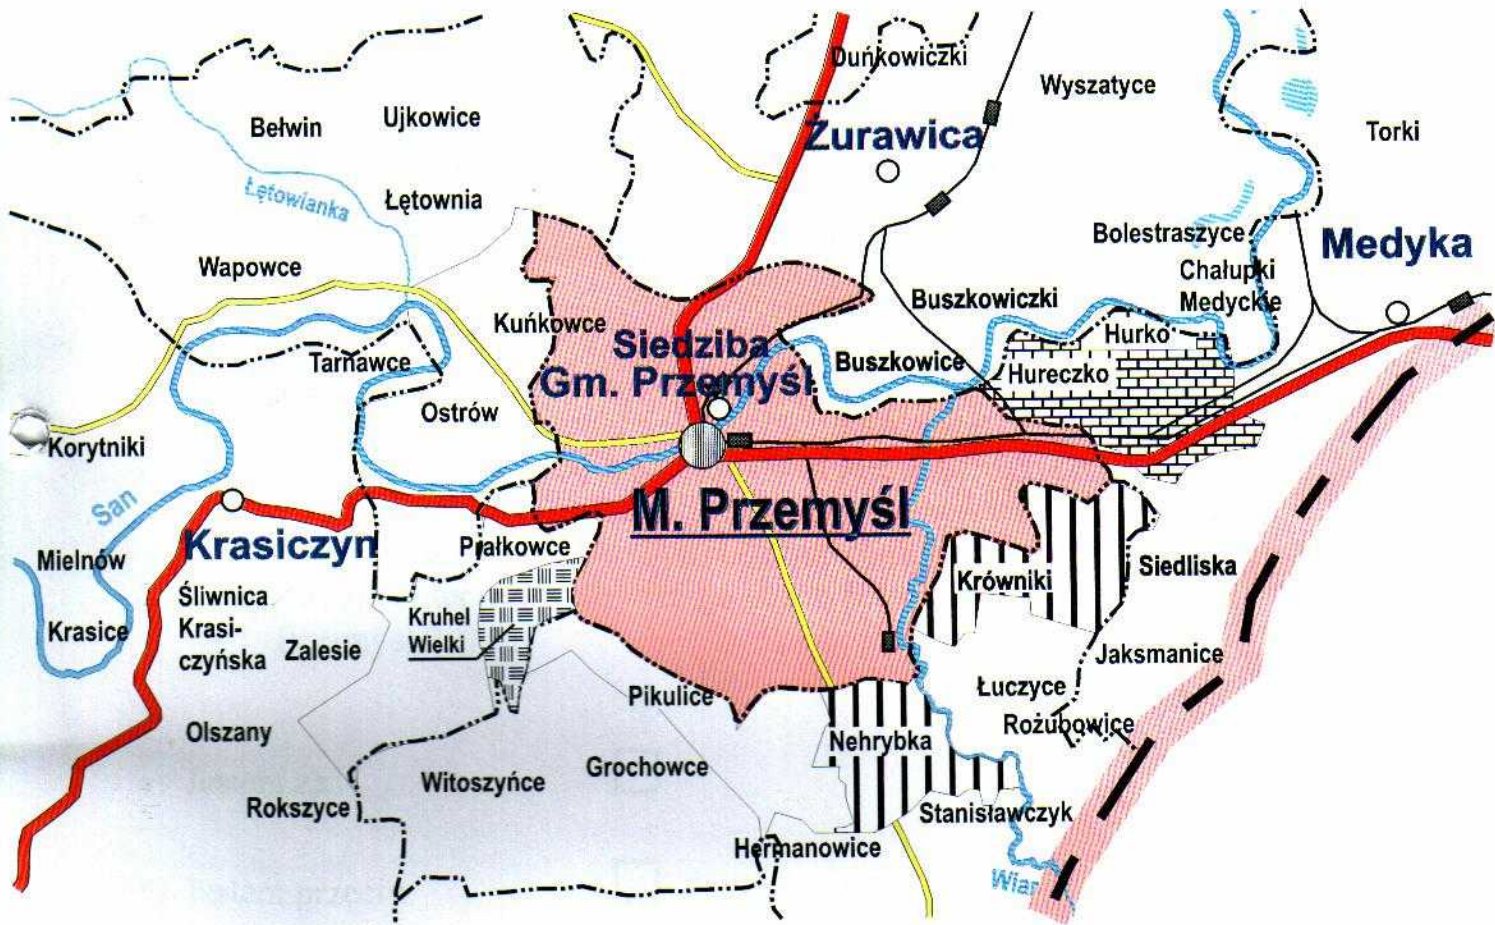 Duńkowiczki
Wyszatyce
Bełwin
Ujkowice
Żurawica
Torki
Łętowianka
Łętownia
Bolestraszyce
Medyka
Wapowce
Chałupki
Medyckie
Buszkowiczki
Kuńkowce
Hurko
Siedziba
Gm. Przemyśl
Tarnawce
Buszkowice
Hureczko
Ostrów
Korytniki
San
M. Przemyśl
Krasiczyn
Prałkowce
Mielnów
Siedliska
Krówniki
Śliwnica
Krasi-
czyńska
Kruhel
Wielki
Krasice
Zalesie
Jaksmanice
Łuczyce
Pikulice
Rożubowice
Olszany
Nehrybka
Witoszyńce
Grochowce
Rokszyce
Stanisławczyk
Hermanowice
Wiar